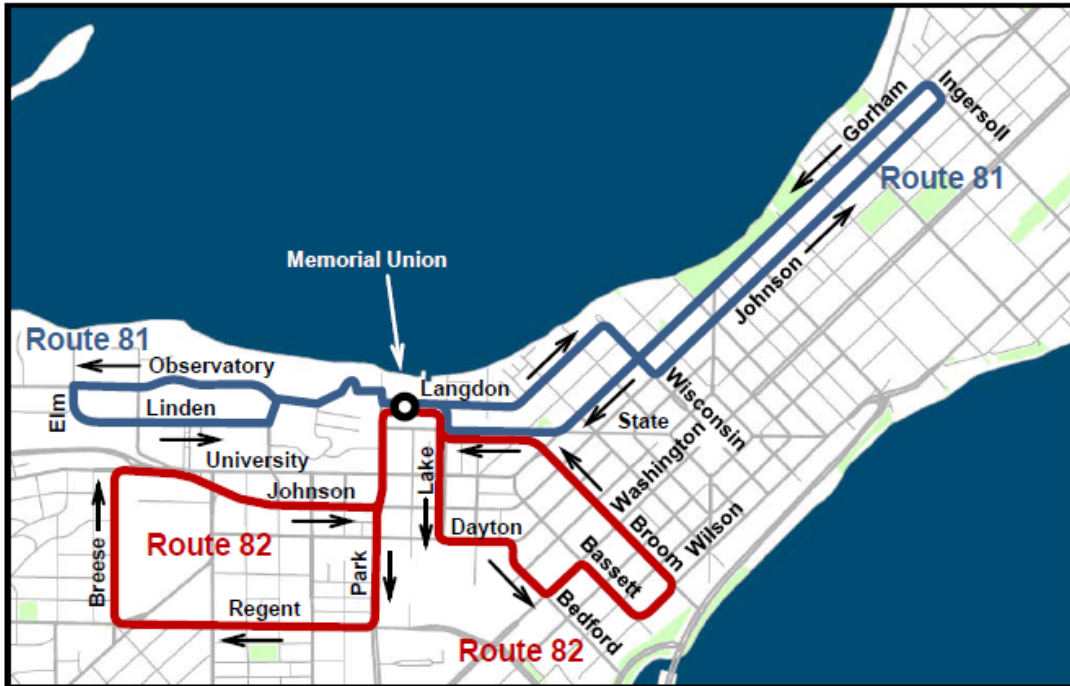 Ingersoll
Gorham
Route 81
Memorial Union
Johnson
Route 81
Observatory
Langdon
Elm
Linden
Wisconsin
State
University
Washington
Lake
Johnson
Broom
Wilson
Dayton
Route 82
Bassett
Breese
Park
Bedford
Regent
Route 82